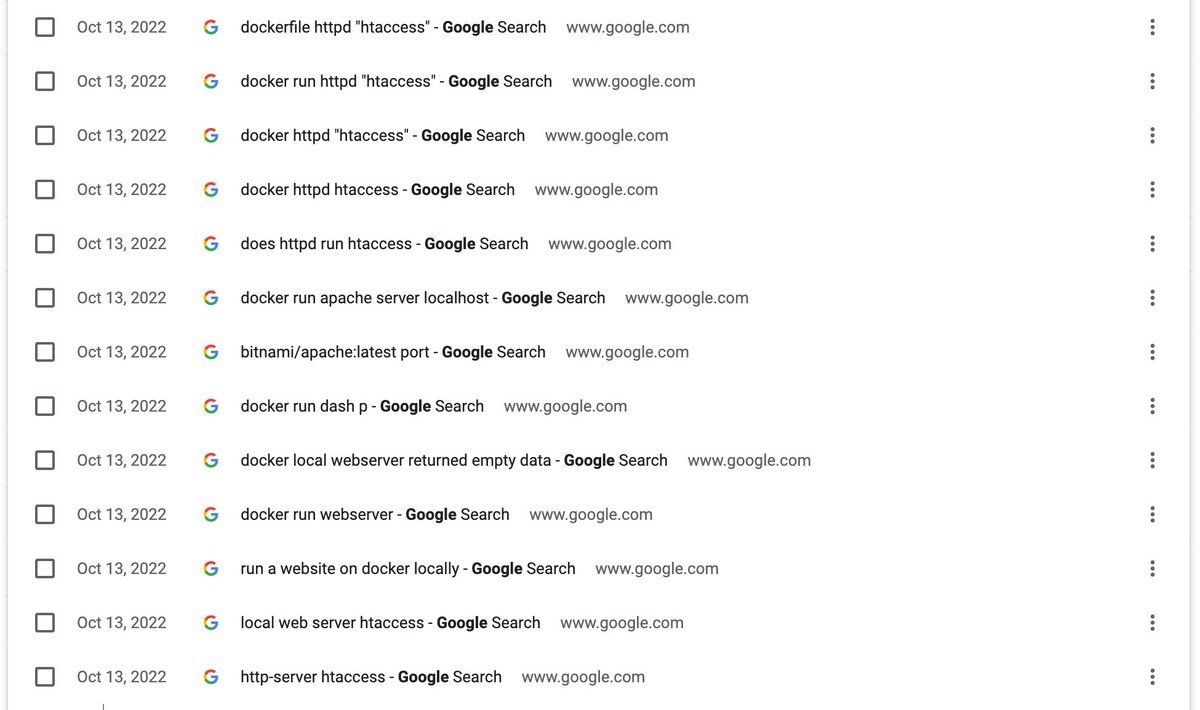 Oct 13, 2022 dockerfile httpd "htaccess" - Google Search www.google.com
Oct 13, 2022 docker run httpd "htaccess" - Google Search www.google.com
Oct 13, 2022 docker httpd "htaccess" - Google Search www.google.com
Oct 13, 2022 docker httpd htaccess - Google Search www.google.com
Oct 13, 2022 does httpd run htaccess - Google Search www.google.com
Oct 13, 2022 docker run apache server localhost - Google Search www.google.com
Oct 13, 2022 bitnami/apache:latest port - Google Search www.google.com
Oct 13, 2022 docker run dash p - Google Search www.google.com
Oct 13, 2022 docker local webserver returned empty data - Google Search www.google.com
Oct 13, 2022 docker run webserver - Google Search www.google.com
Oct 13, 2022 run a website on docker locally - Google Search www.google.com
Oct 13, 2022 local web server htaccess - Google Search www.google.com
Oct 13, 2022 http-server htaccess - Google Search www.google.com